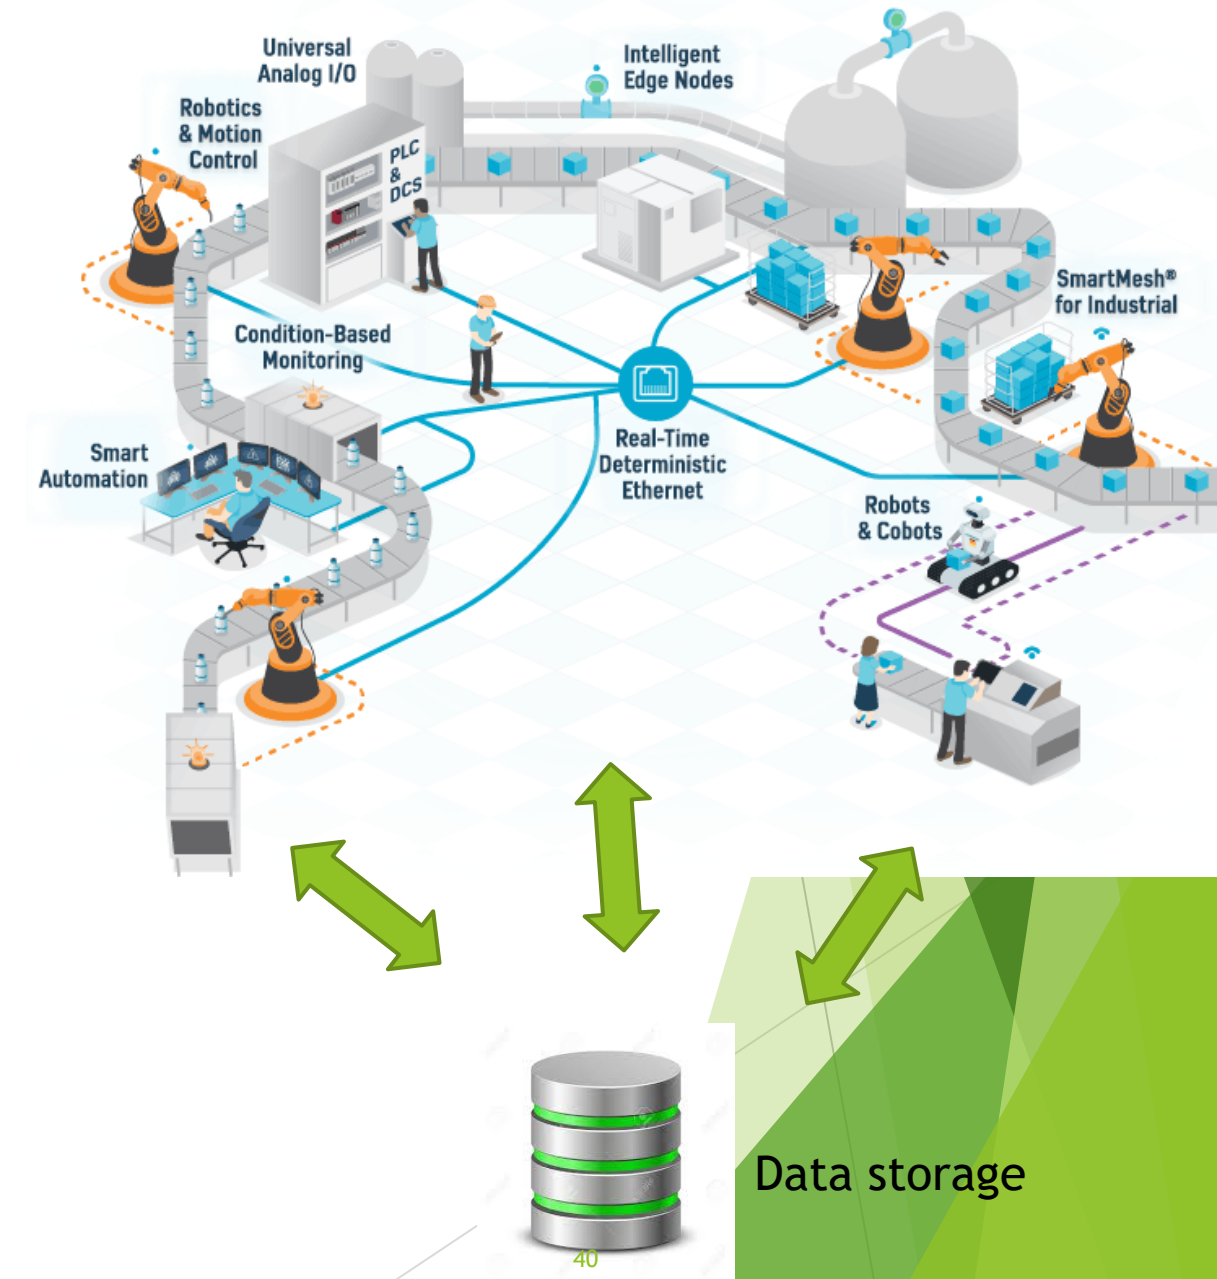 Universal
Analog I/O
Intelligent
Edge Nodes
Robotics
& Motion
Control
PLC
&
DCS
SmartMesh®
for Industrial
Condition-Based
Monitoring
Smart
Automation
Real-Time
Deterministic
Ethernet
Robots
& Cobots
Data storage
40